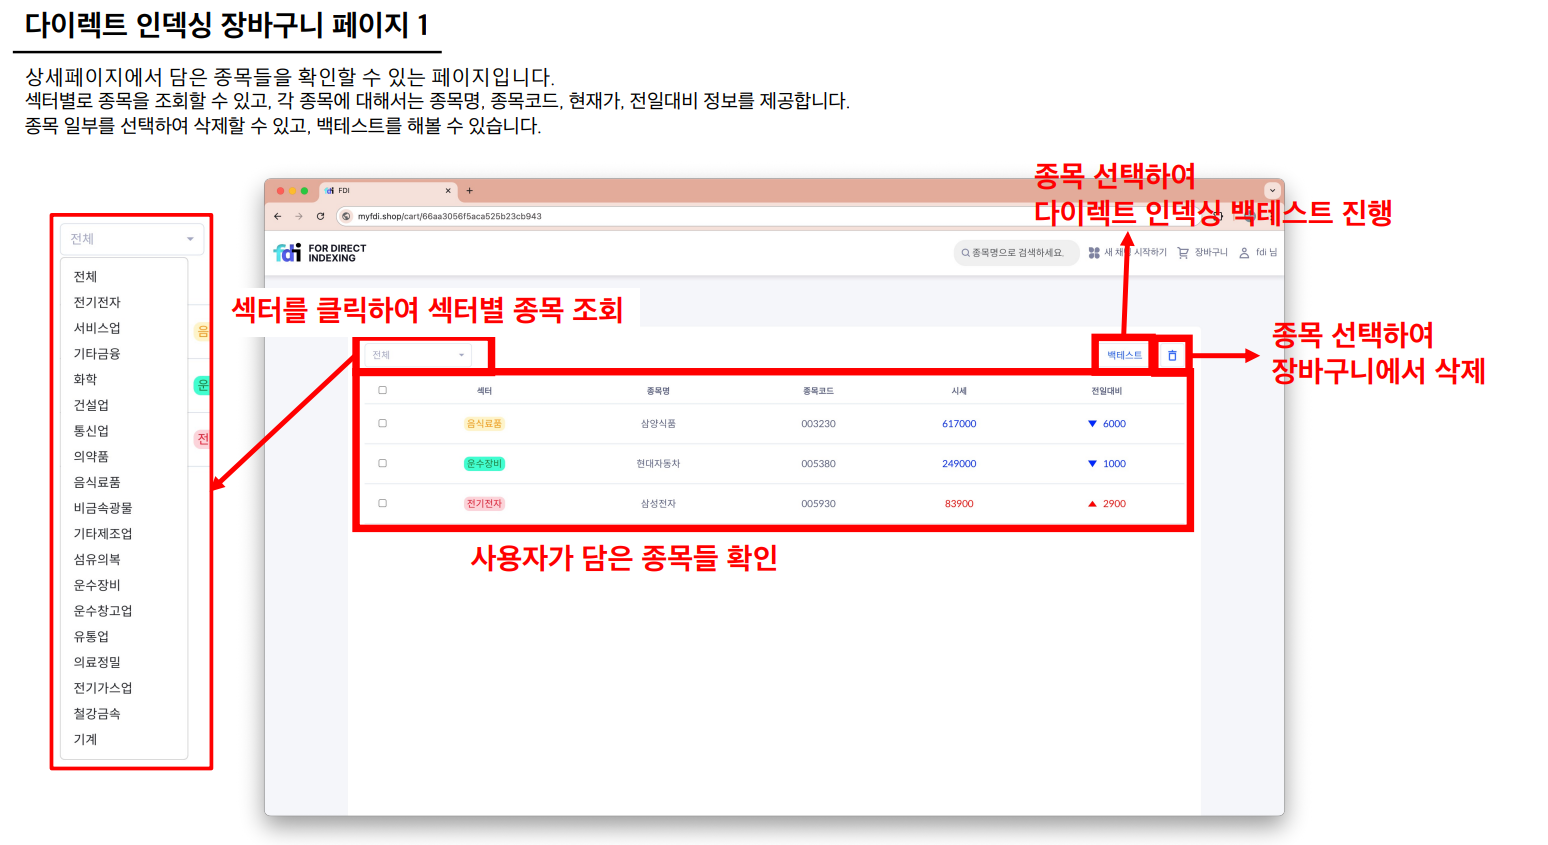 다이렉트 인덱싱 장바구니 페이지 1
상세페이지에서 담은 종목들을 확인할 수 있는 페이지입니다.
섹터별로 종목을 조회할 수 있고, 각 종목에 대해서는 종목명, 종목코드, 현재가, 전일대비 정보를 제공합니다.
종목 일부를 선택하여 삭제할 수 있고, 백테스트를 해볼 수 있습니다.
종목 선택하여
다이렉트 인덱싱 백테스트 진행
fdi FDI
myfdi.shop/cart/66aa3056f5aca525b23cb943
fdi FOR DIRECT
INDEXING
종목명으로 검색하세요.
새 채팅 시작하기
장바구니
fdi 님
전체
전체
전기전자
서비스업
기타금융
화학
건설업
통신업
의약품
음식료품
비금속광물
기타제조업
섬유의복
운수장비
운수창고업
유통업
의료정밀
전기가스업
철강금속
기계
음
운
전
섹터를 클릭하여 섹터별 종목 조회
종목 선택하여
장바구니에서 삭제
전체
백테스트
섹터 종목명 종목코드 시세 전일대비
음식료품 삼양식품 003230 617000 ▼ 6000
운수장비 현대자동차 005380 249000 ▼ 1000
전기전자 삼성전자 005930 83900 ▲ 2900
사용자가 담은 종목들 확인